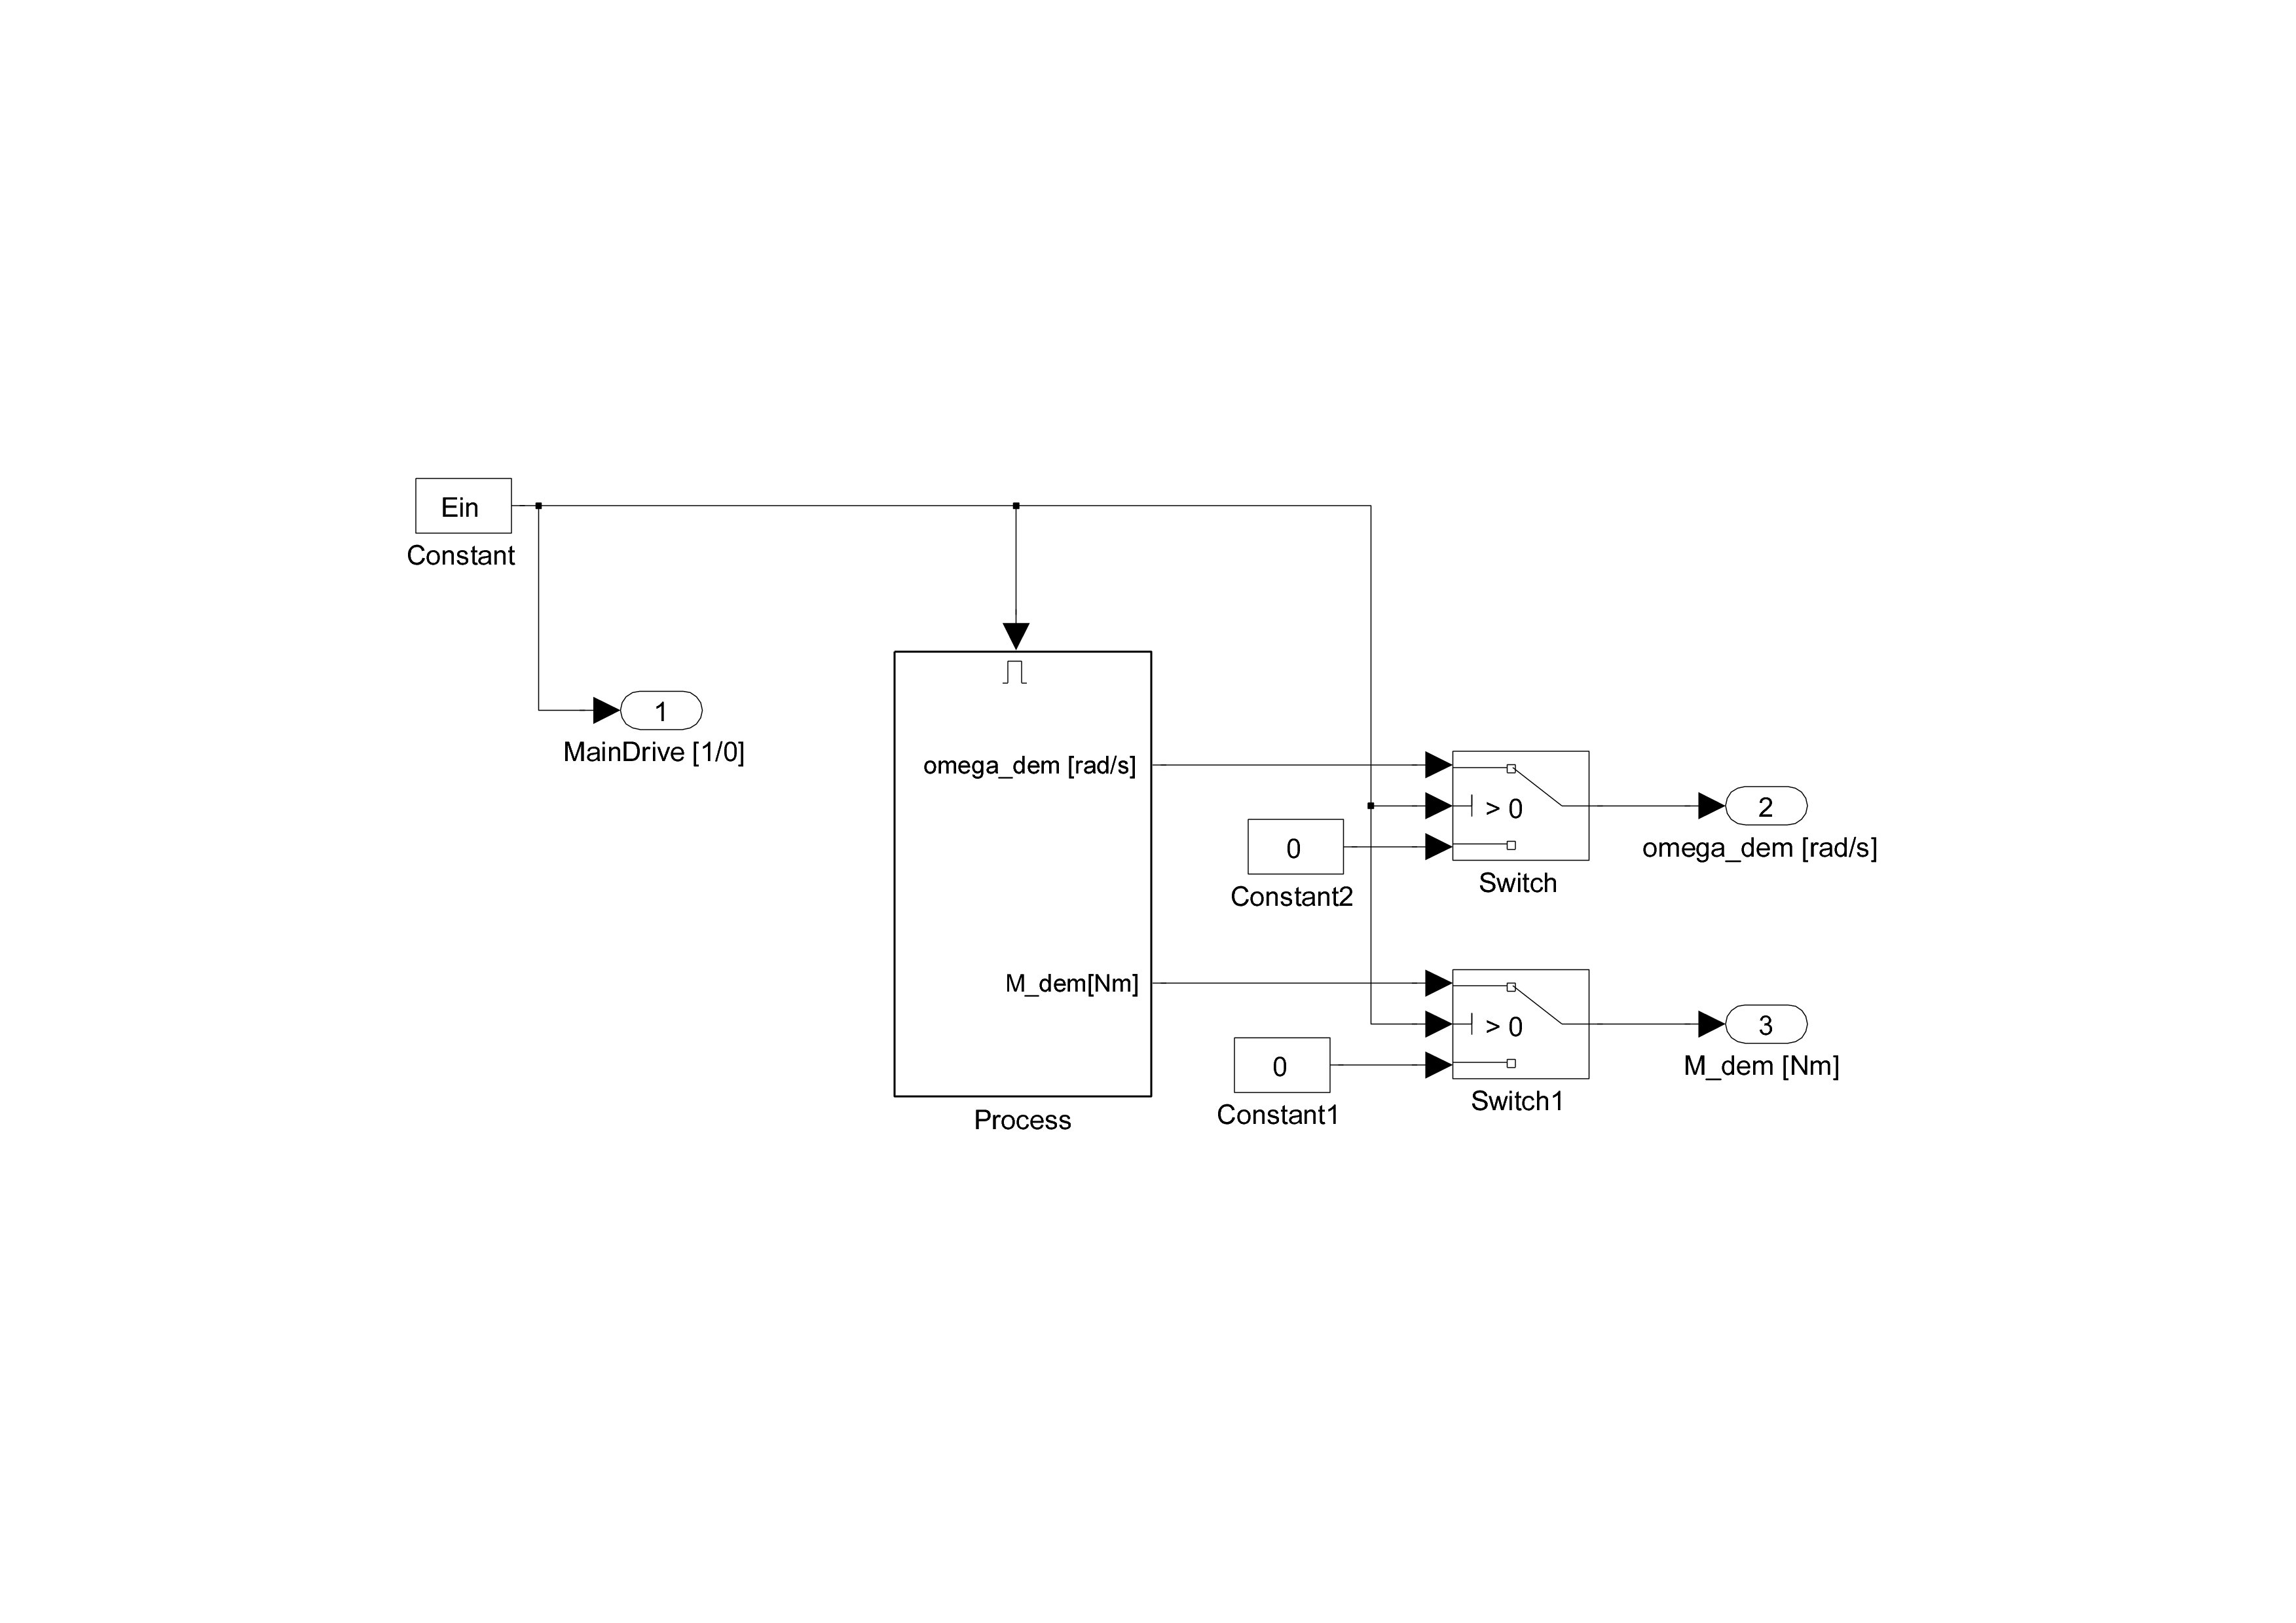 Ein
Constant
1
MainDrive [1/0]
omega_dem [rad/s]
M_dem[Nm]
Process
0
Constant2
> 0
Switch
2
omega_dem [rad/s]
0
Constant1
> 0
Switch1
3
M_dem [Nm]